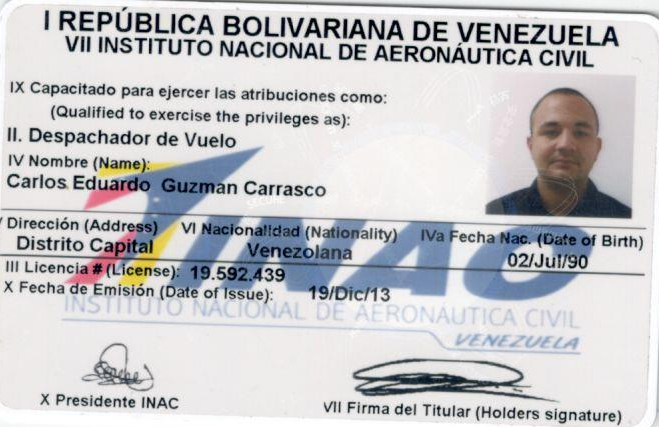 I REPÚBLICA BOLIVARIANA DE VENEZUELA
VII INSTITUTO NACIONAL DE AERONÁUTICA CIVIL
IX Capacitado para ejercer las atribuciones como:
(Qualified to exercise the privileges as):
II. Despachador de Vuelo
IV Nombre (Name):
Carlos Eduardo Guzman Carrasco
Dirección (Address) VI Nacionalidad (Nationality) IVa Fecha Nac. (Date of Birth)
Distrito Capital Venezolana 02/Jul/90
III Licencia # (License): 19.592.439
X Fecha de Emisión (Date of Issue): 19/Dic/13
INAC
INSTITUTO NACIONAL DE AERONÁUTICA CIVIL
VENEZUELA
X Presidente INAC VII Firma del Titular (Holders signature)